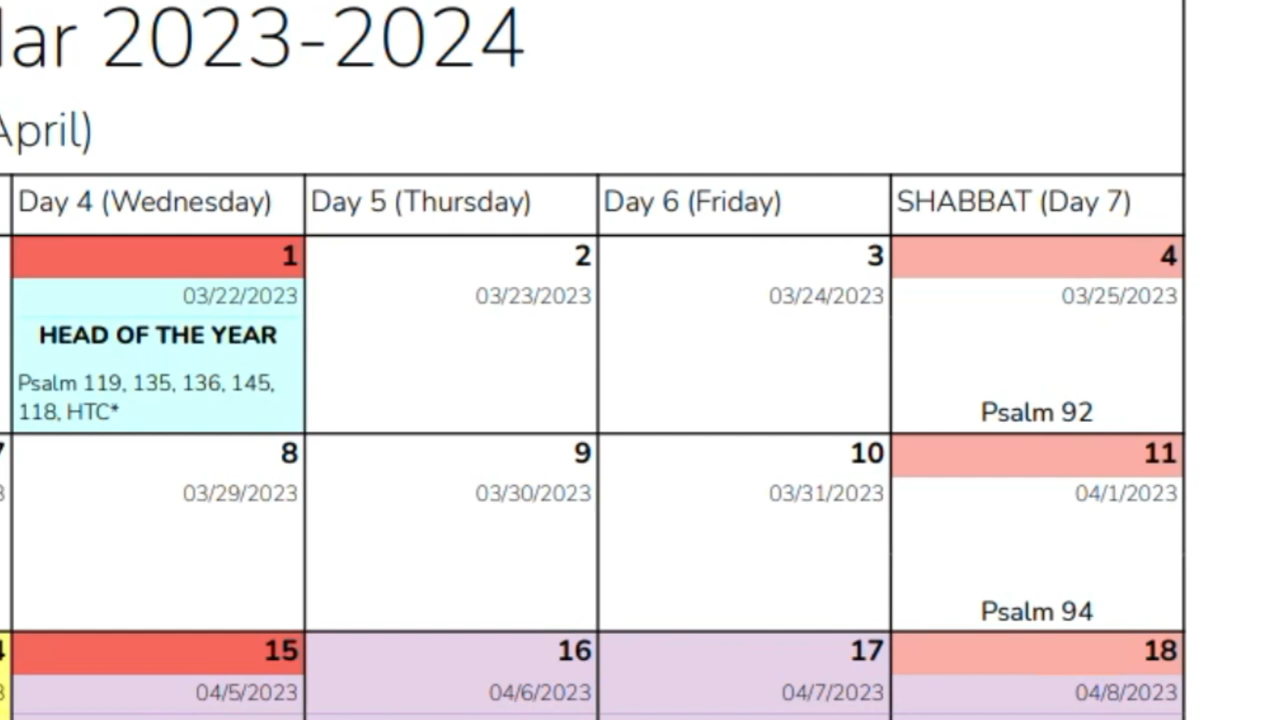 2023-2024
April)
Day 4 (Wednesday) Day 5 (Thursday) Day 6 (Friday) SHABBAT (Day 7)
1 2 3 4
03/22/2023 03/23/2023 03/24/2023 03/25/2023
HEAD OF THE YEAR
Psalm 119, 135, 136, 145,
118, HTC*
Psalm 92
8 9 10 11
03/29/2023 03/30/2023 03/31/2023 04/1/2023
Psalm 94
15 16 17 18
04/5/2023 04/6/2023 04/7/2023 04/8/2023